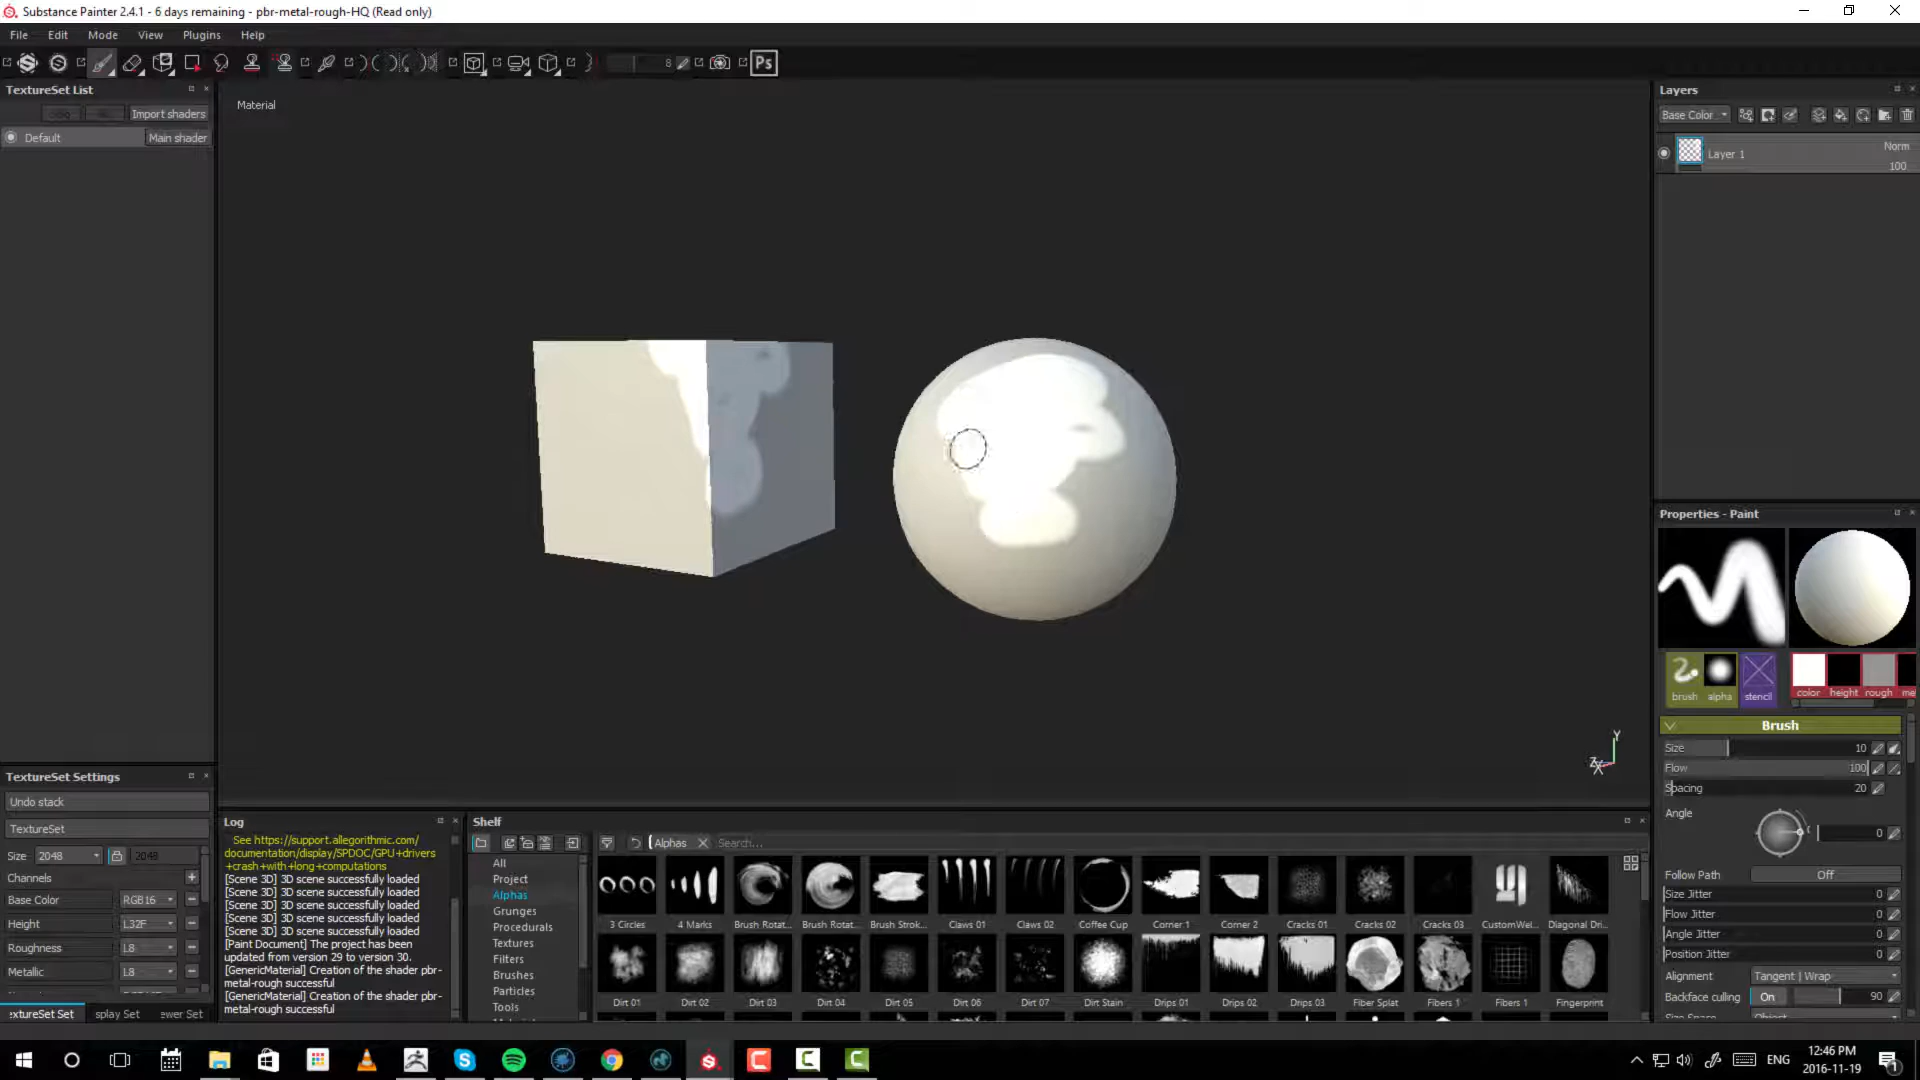 Substance Painter 2.4.1 - 6 days remaining - pbr-metal-rough-HQ (Read only)
File Edit Mode View Plugins Help
8 Ps
TextureSet List
Import shaders
Default Main shader
Material
Layers
Base Color
Layer 1 Norm
100
Properties - Paint
brush alpha stencil color height rough me
Brush
Size 10
Flow 100
Spacing 20
Angle
0
Follow Path Off
Size Jitter 0
Flow Jitter 0
Angle Jitter 0
Position Jitter 0
Alignment Tangent | Wrap
Backface culling On 90
Size Space Object
Y
Z
X
TextureSet Settings
Undo stack
TextureSet
Size 2048 2048
Channels
Base Color RGB16
Height L32F
Roughness L8
Metallic L8
extureSet Set splay Set ewer Set
Log
See https://support.allegorithmic.com/
documentation/display/SPDOC/GPU+drivers
+crash+with+long+computations
[Scene 3D] 3D scene successfully loaded
[Scene 3D] 3D scene successfully loaded
[Scene 3D] 3D scene successfully loaded
[Scene 3D] 3D scene successfully loaded
[Scene 3D] 3D scene successfully loaded
[Paint Document] The project has been
updated from version 29 to version 30.
[GenericMaterial] Creation of the shader pbr-
metal-rough successful
[GenericMaterial] Creation of the shader pbr-
metal-rough successful
Shelf
Alphas Search...
All
Project
Alphas
Grunges
Procedurals
Textures
Filters
Brushes
Particles
Tools
3 Circles 4 Marks Brush Rotat... Brush Rotat... Brush Strok... Claws 01 Claws 02 Coffee Cup Corner 1 Corner 2 Cracks 01 Cracks 02 Cracks 03 CustomWei... Diagonal Dri...
Dirt 01 Dirt 02 Dirt 03 Dirt 04 Dirt 05 Dirt 06 Dirt 07 Dirt Stain Drips 01 Drips 02 Drips 03 Fiber Splat Fibers 1 Fibers 1 Fingerprint
ENG
12:46 PM
2016-11-19
1